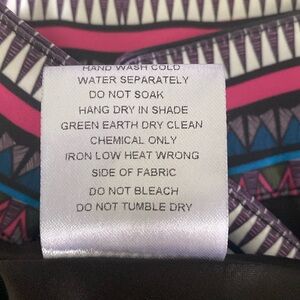 HAND WASH COLD
WATER SEPARATELY
DO NOT SOAK
HANG DRY IN SHADE
GREEN EARTH DRY CLEAN
CHEMICAL ONLY
IRON LOW HEAT WRONG
SIDE OF FABRIC
DO NOT BLEACH
DO NOT TUMBLE DRY